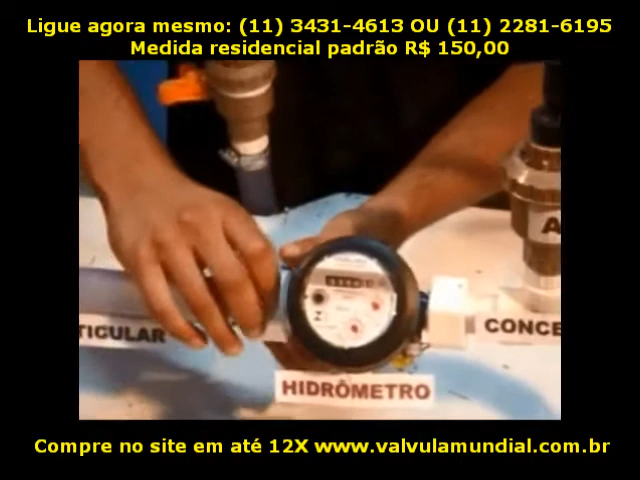 Ligue agora mesmo: (11) 3431-4613 OU (11) 2281-6195
Medida residencial padrão R$ 150,00
A
TICULAR
CONCE
HIDRÔMETRO
Compre no site em até 12X www.valvulamundial.com.br